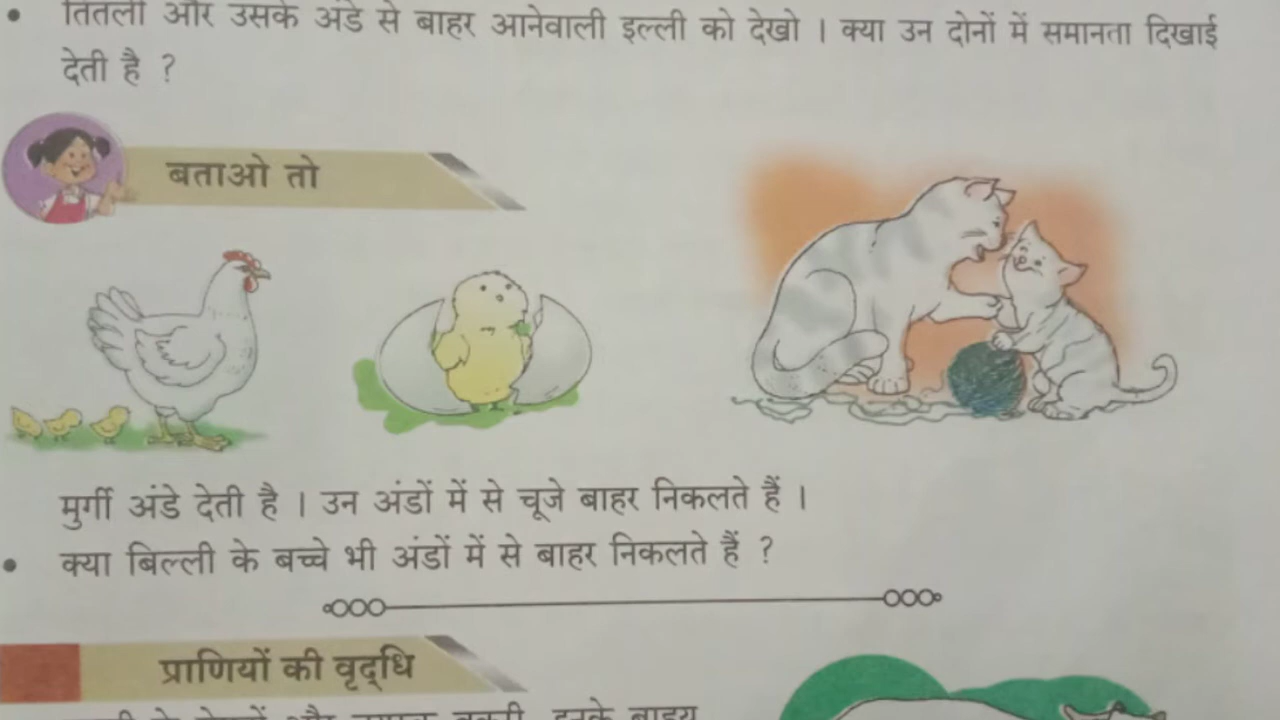 • तितली और उसके अंडे से बाहर आनेवाली इल्ली को देखो । क्या उन दोनों में समानता दिखाई
देती है ?
बताओ तो
मुर्गी अंडे देती है । उन अंडों में से चूजे बाहर निकलते हैं ।
• क्या बिल्ली के बच्चे भी अंडों में से बाहर निकलते हैं ?
प्राणियों की वृद्धि